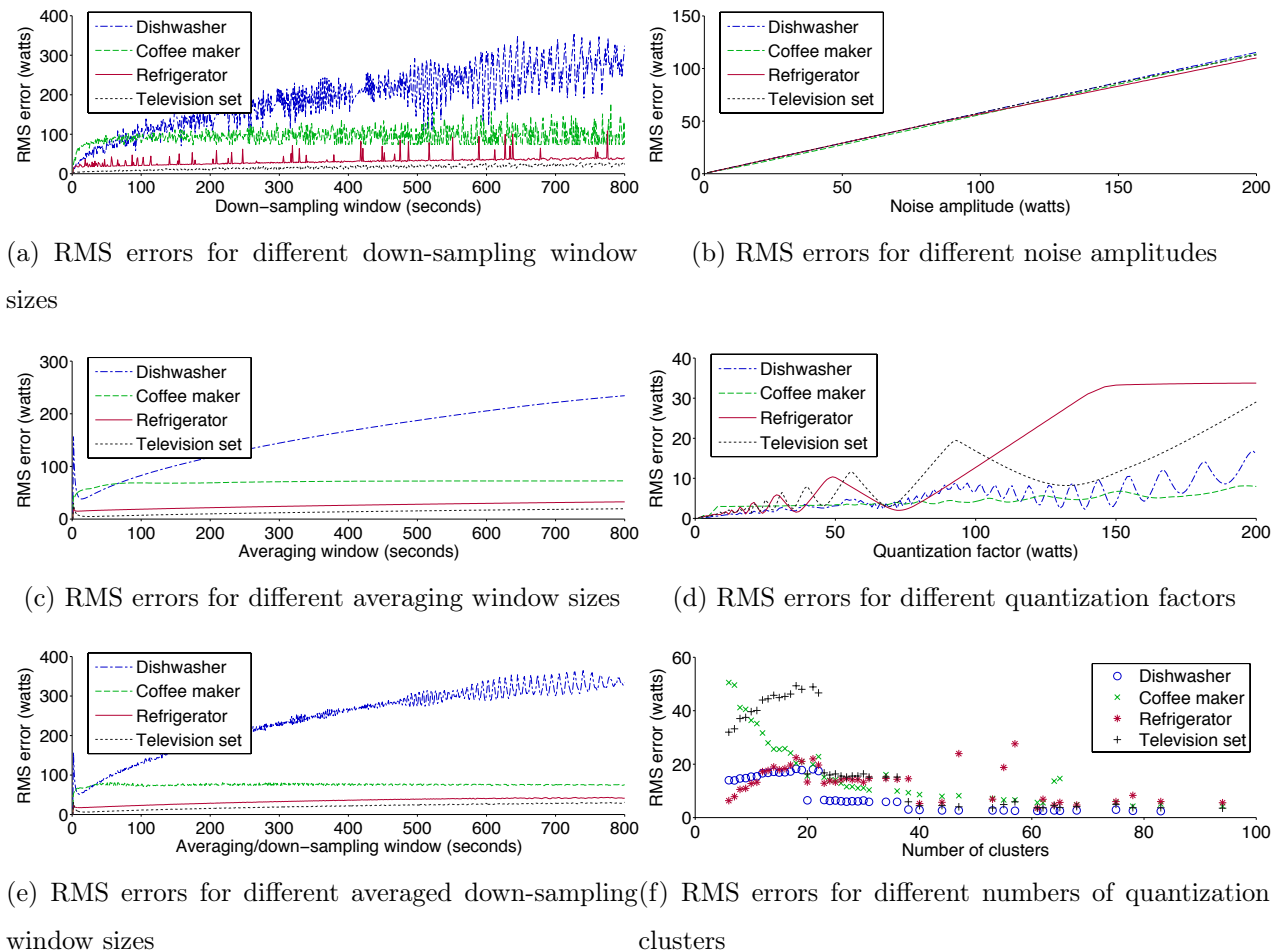 RMS error (watts)
400
300
200
100
0
Dishwasher
Coffee maker
Refrigerator
Television set
0 100 200 300 400 500 600 700 800
Down−sampling window (seconds)
(a) RMS errors for different down-sampling window
sizes
RMS error (watts)
150
100
50
0
Dishwasher
Coffee maker
Refrigerator
Television set
0 50 100 150 200
Noise amplitude (watts)
(b) RMS errors for different noise amplitudes
RMS error (watts)
300
200
100
0
Dishwasher
Coffee maker
Refrigerator
Television set
0 100 200 300 400 500 600 700 800
Averaging window (seconds)
(c) RMS errors for different averaging window sizes
RMS error (watts)
40
30
20
10
0
Dishwasher
Coffee maker
Refrigerator
Television set
0 50 100 150 200
Quantization factor (watts)
(d) RMS errors for different quantization factors
RMS error (watts)
400
300
200
100
0
Dishwasher
Coffee maker
Refrigerator
Television set
0 100 200 300 400 500 600 700 800
Averaging/down−sampling window (seconds)
(e) RMS errors for different averaged down-sampling
window sizes
RMS error (watts)
60
40
20
0
Dishwasher
Coffee maker
Refrigerator
Television set
0 20 40 60 80 100
Number of clusters
(f) RMS errors for different numbers of quantization
clusters